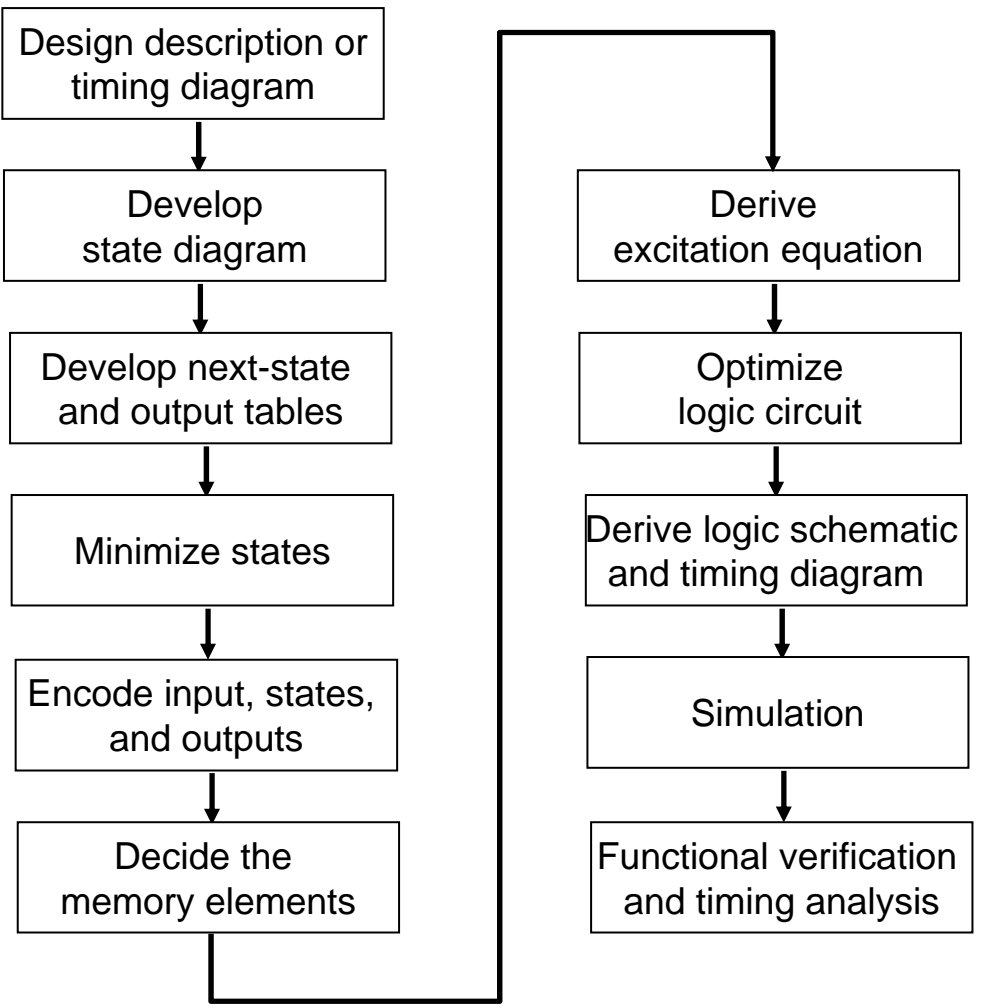 Design description or
timing diagram
Develop
state diagram
Develop next-state
and output tables
Minimize states
Encode input, states,
and outputs
Decide the
memory elements
Derive
excitation equation
Optimize
logic circuit
Derive logic schematic
and timing diagram
Simulation
Functional verification
and timing analysis